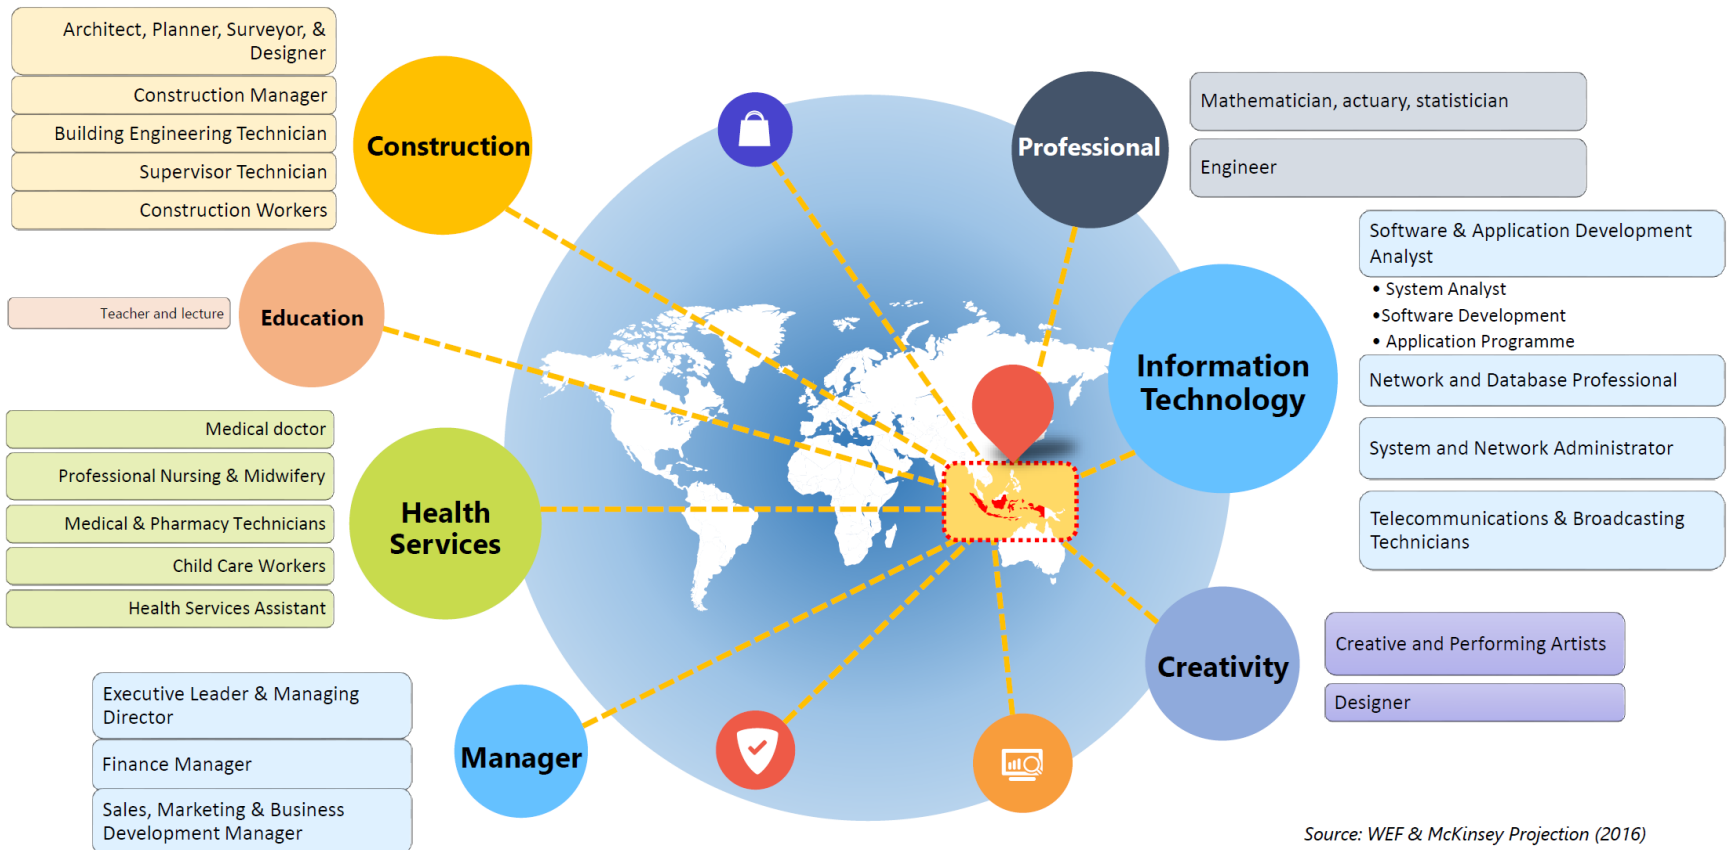 Architect, Planner, Surveyor, &
Designer
Construction Manager
Building Engineering Technician
Supervisor Technician
Construction Workers
Construction
Teacher and lecture
Education
Medical doctor
Professional Nursing & Midwifery
Medical & Pharmacy Technicians
Child Care Workers
Health Services Assistant
Health
Services
Executive Leader & Managing
Director
Finance Manager
Sales, Marketing & Business
Development Manager
Manager
Professional
Mathematician, actuary, statistician
Engineer
Information
Technology
Software & Application Development
Analyst
• System Analyst
•Software Development
• Application Programme
Network and Database Professional
System and Network Administrator
Telecommunications & Broadcasting
Technicians
Creativity
Creative and Performing Artists
Designer
Source: WEF & McKinsey Projection (2016)